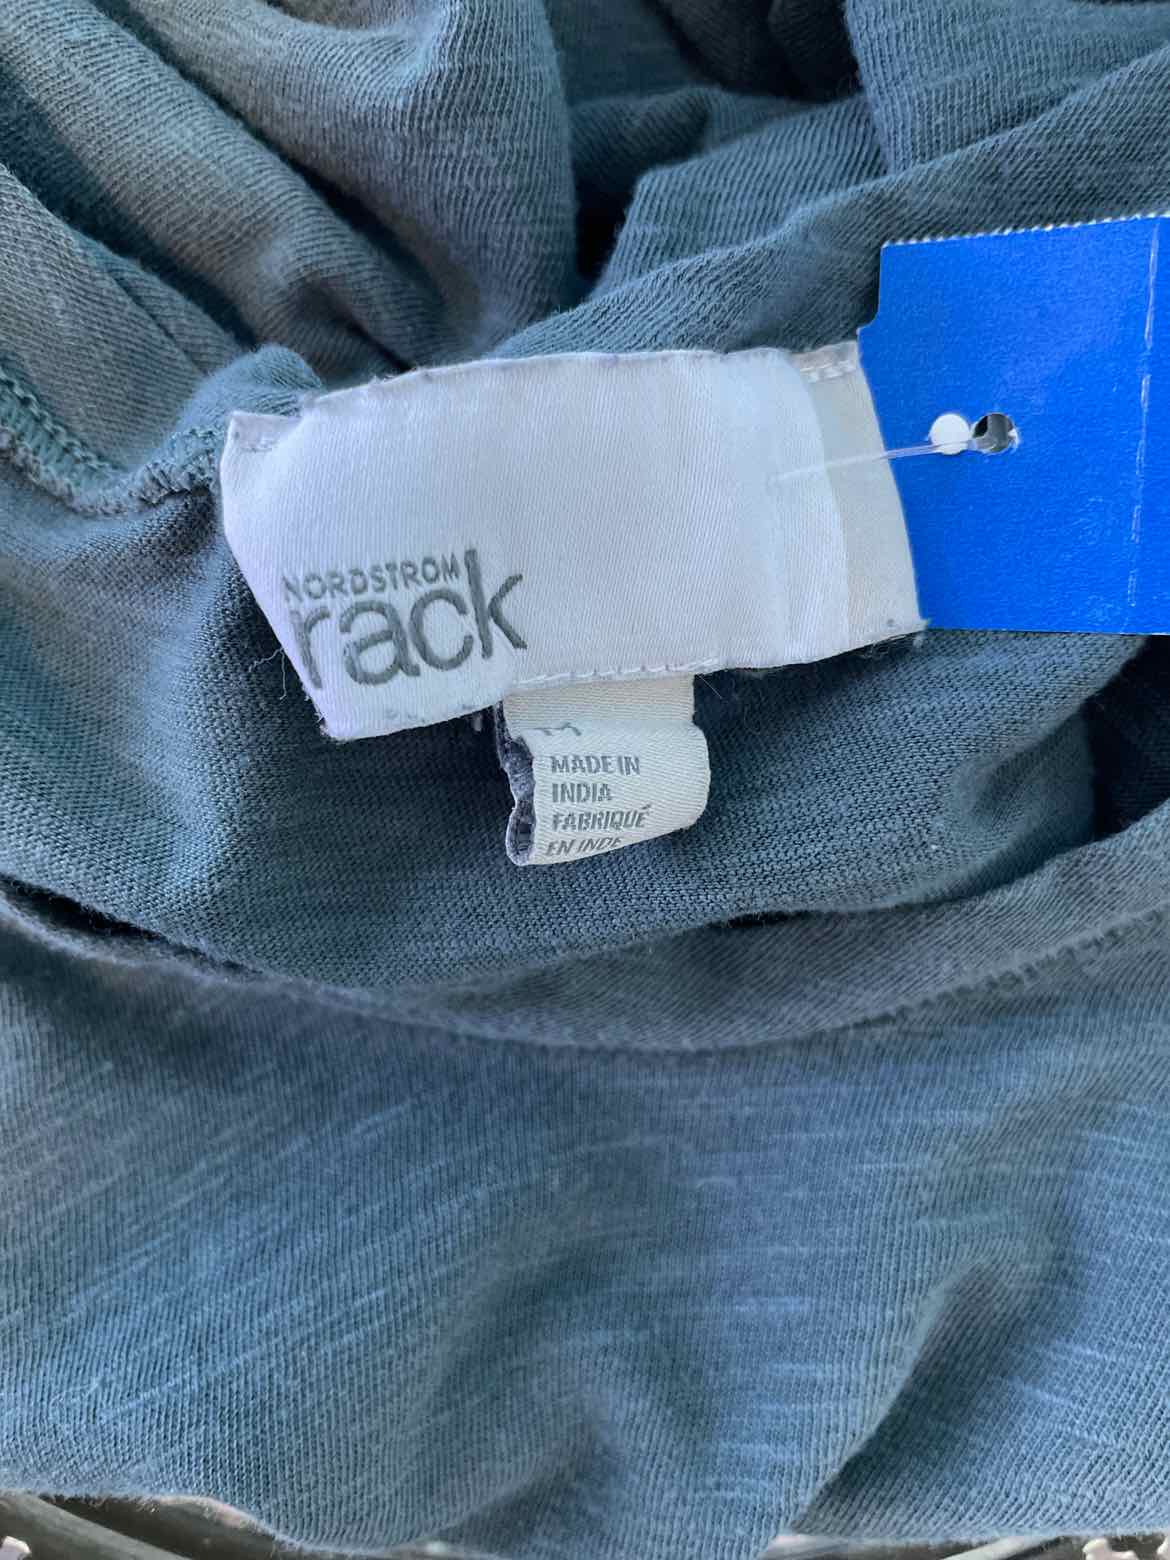 NORDSTROM
rack
MADE IN
INDIA
FABRIQUÉ
EN INDE